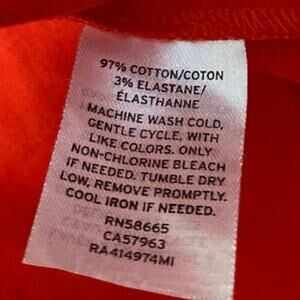 97% COTTON/COTON
3% ELASTANE/
ÉLASTHANNE
MACHINE WASH COLD,
GENTLE CYCLE, WITH
LIKE COLORS. ONLY
NON-CHLORINE BLEACH
IF NEEDED. TUMBLE DRY
LOW, REMOVE PROMPTLY.
COOL IRON IF NEEDED.
RN58665
CA57963
RA414974MI